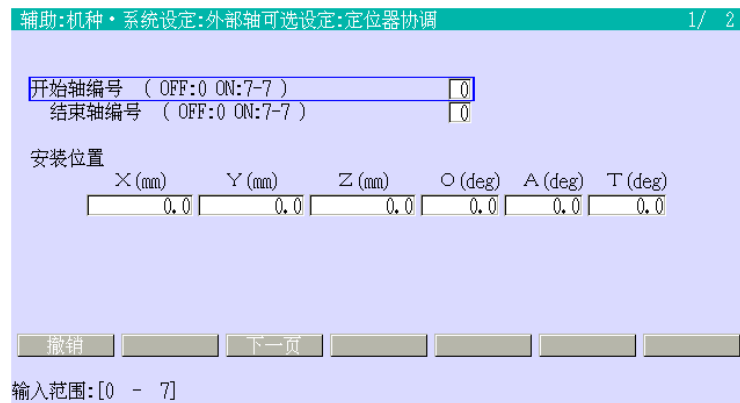 辅助:机种・系统设定:外部轴可选设定:定位器协调 1/ 2
开始轴编号 ( OFF:0 ON:7-7 ) 0
结束轴编号 ( OFF:0 ON:7-7 ) 0
安装位置
X(mm) Y(mm) Z(mm) O(deg) A(deg) T(deg)
0.0 0.0 0.0 0.0 0.0 0.0
撤销 下一页
输入范围:[0 - 7]